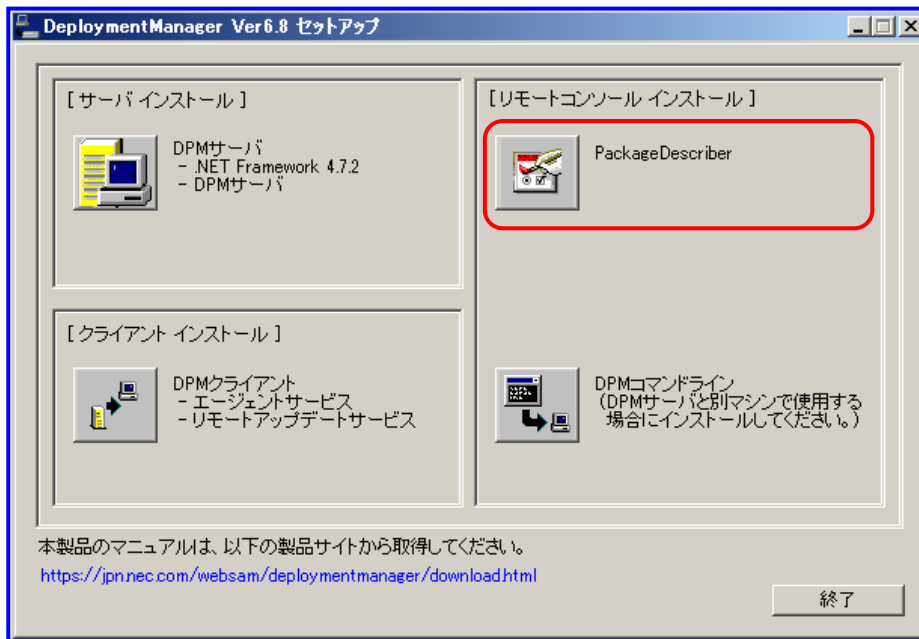 DeploymentManager Ver6.8 セットアップ
[ サーバ インストール ]
DPMサーバ
- .NET Framework 4.7.2
- DPMサーバ
[ リモートコンソール インストール ]
PackageDescriber
[ クライアント インストール ]
DPMクライアント
- エージェントサービス
- リモートアップデートサービス
DPMコマンドライン
(DPMサーバと別マシンで使用する
場合にインストールしてください。)
本製品のマニュアルは、以下の製品サイトから取得してください。
https://jpn.nec.com/websam/deploymentmanager/download.html
終了